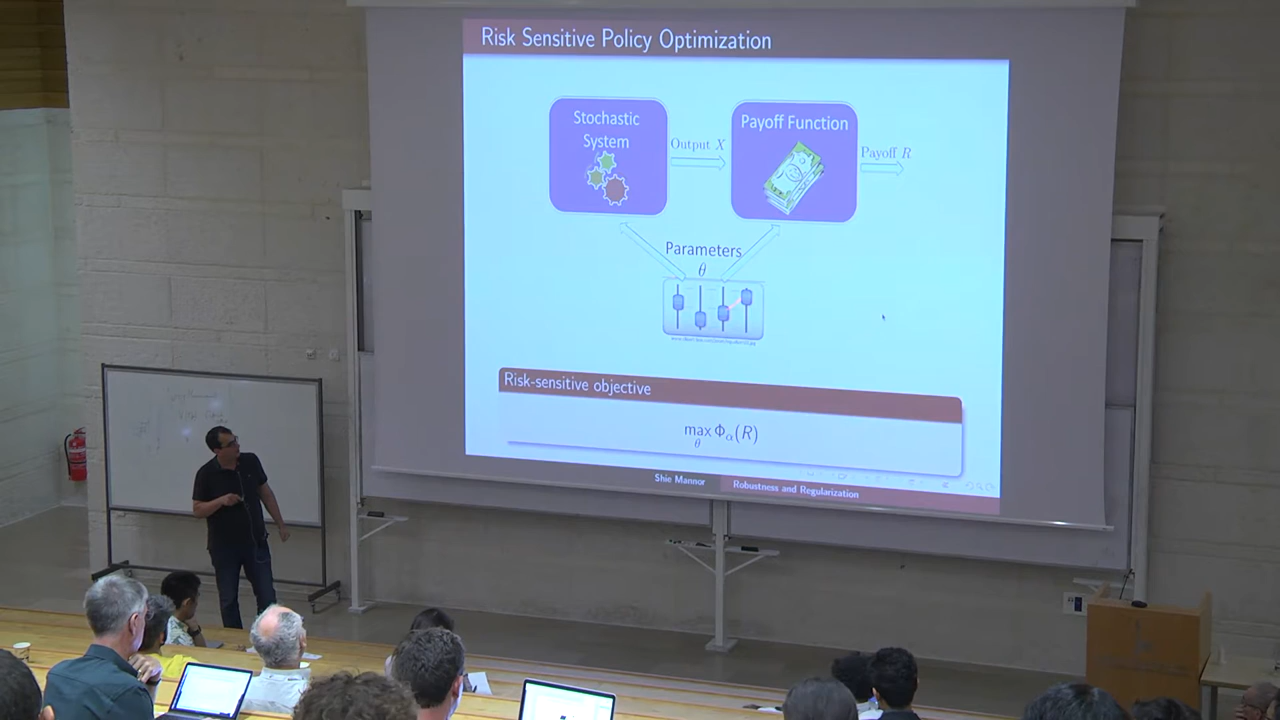 Risk Sensitive Policy Optimization
Stochastic
System
Output X
Payoff Function
Payoff R
Parameters
θ
Risk-sensitive objective
max Φα(R)
θ
Shie Mannor
Robustness and Regularization